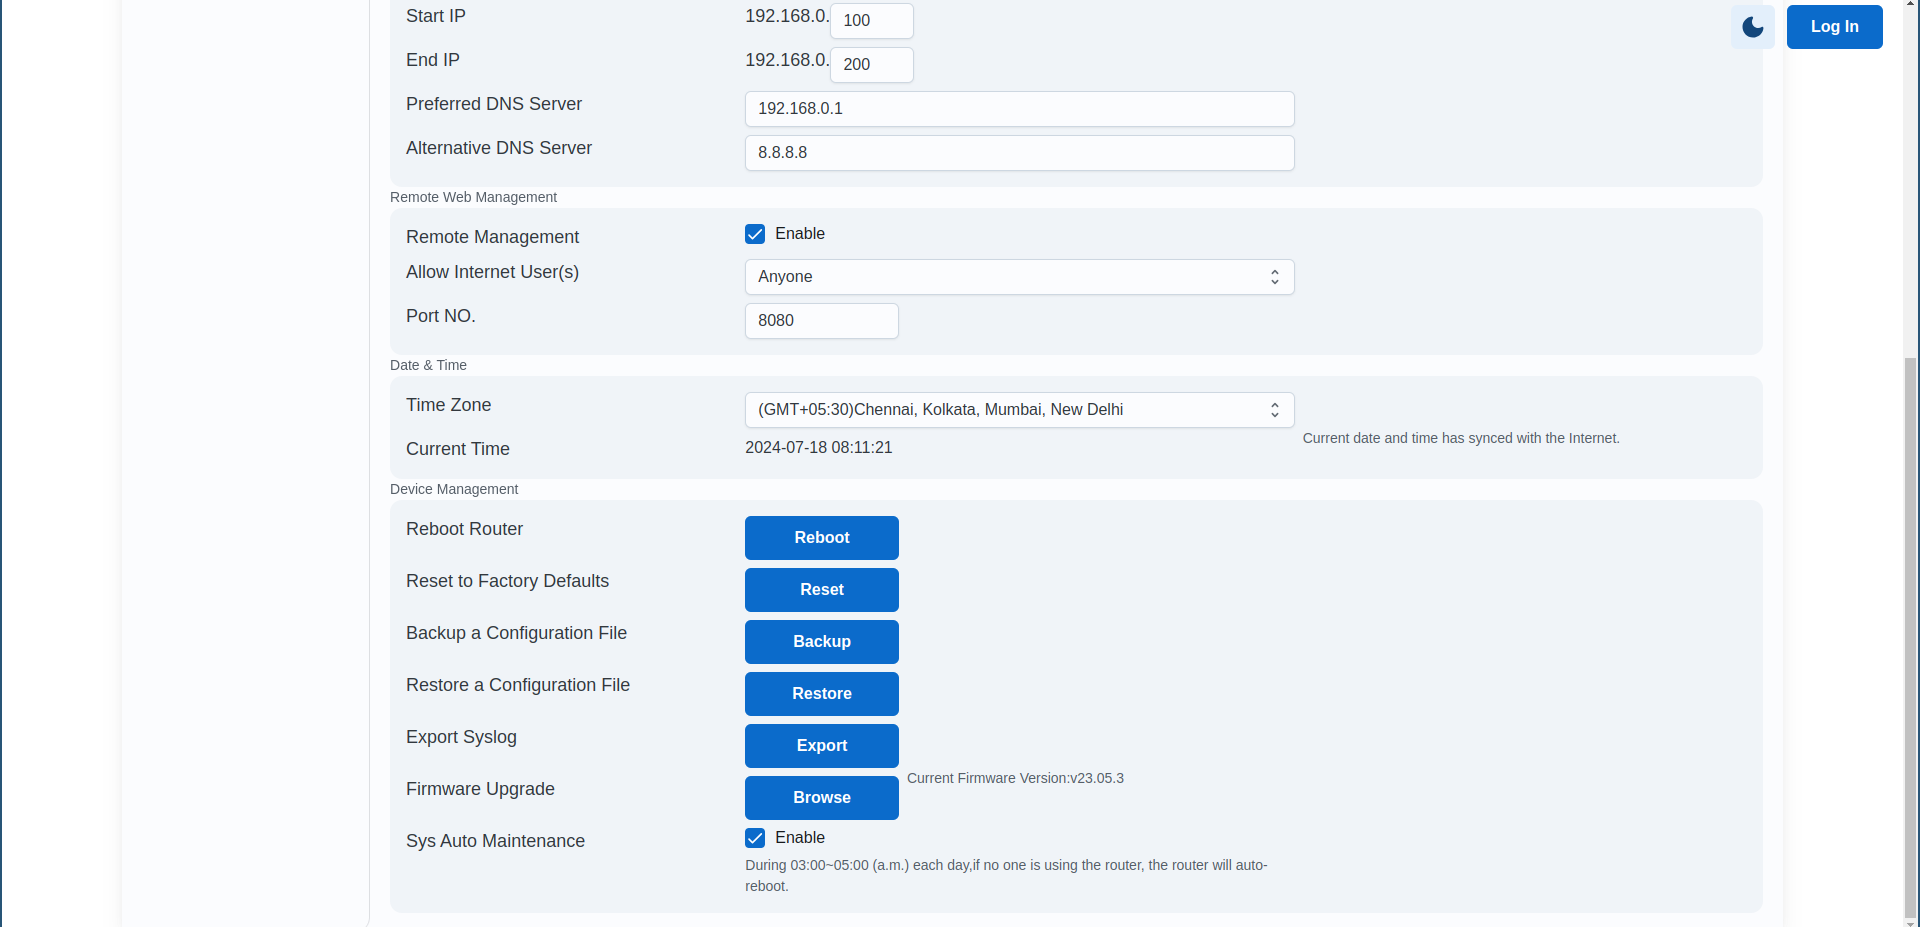 Start IP 192.168.0. 100
Log In
End IP 192.168.0. 200
Preferred DNS Server 192.168.0.1
Alternative DNS Server 8.8.8.8
Remote Web Management
Remote Management Enable
Allow Internet User(s) Anyone
Port NO. 8080
Date & Time
Time Zone (GMT+05:30)Chennai, Kolkata, Mumbai, New Delhi
Current date and time has synced with the Internet.
Current Time 2024-07-18 08:11:21
Device Management
Reboot Router Reboot
Reset to Factory Defaults Reset
Backup a Configuration File Backup
Restore a Configuration File Restore
Export Syslog Export
Current Firmware Version:v23.05.3
Firmware Upgrade Browse
Sys Auto Maintenance Enable
During 03:00~05:00 (a.m.) each day,if no one is using the router, the router will auto-
reboot.